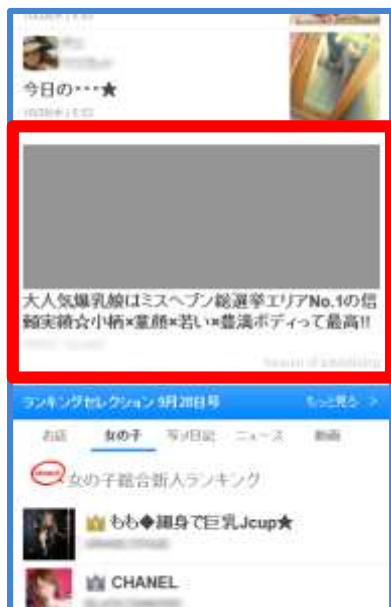 今日の・・・★
大人気爆乳娘はミスヘブン総選挙エリアNo.1の信
頼実績☆小柄×童顔×若い×豊満ボディって最高!!
ランキングセレクション 9月28日号 もっと見る >
お店 女の子 写メ日記 ニュース 動画
女の子総合新人ランキング
もも◆細身で巨乳Jcup★
CHANEL